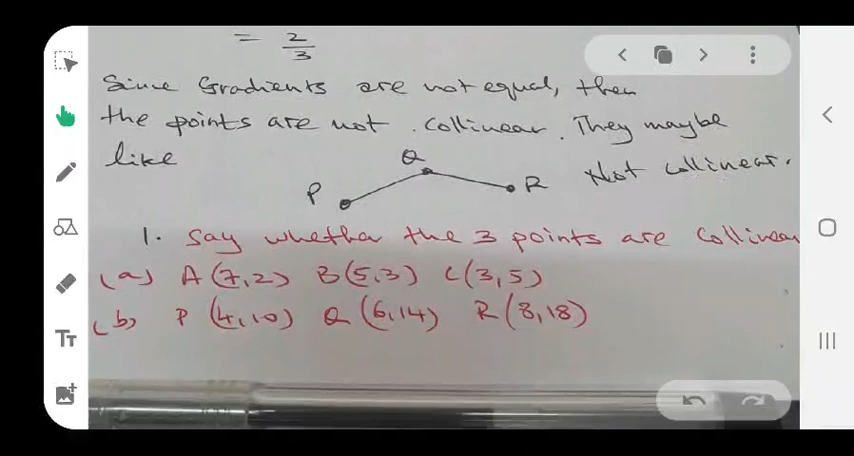 = 2/3
Since Gradients are not equal, then
the points are not collinear. They maybe
like
Q
P
R
Not collinear.
1. Say whether the 3 points are collinear
(a) A(7,2) B(5,3) C(3,5)
(b) P (4,10) Q (6,14) R(8,18)
Tт